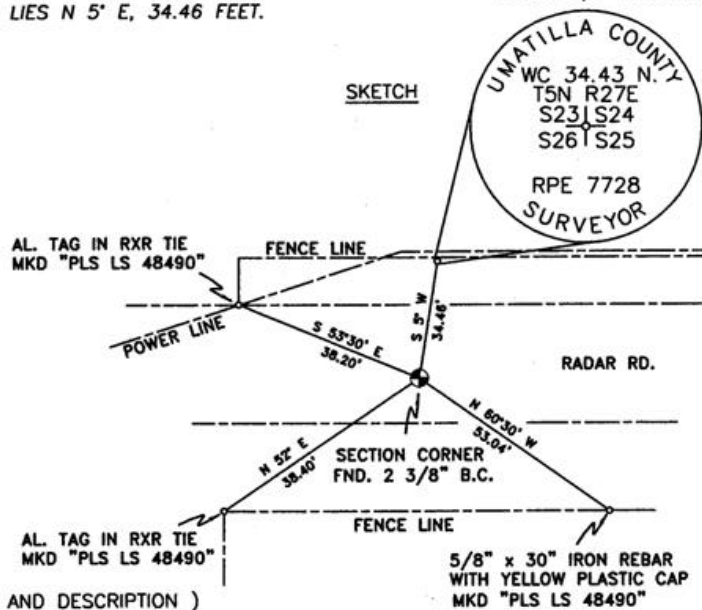 LIES N 5° E, 34.46 FEET.
SKETCH
UMATILLA COUNTY
WC 34.43 N.
T5N R27E
S23 S24
S26 S25
RPE 7728
SURVEYOR
AL. TAG IN RXR TIE
MKD "PLS LS 48490"
FENCE LINE
POWER LINE
S 5° W
34.46'
S 53°30' E
38.20'
RADAR RD.
N 60°30' W
53.04'
N 52° E
38.40'
SECTION CORNER
FND. 2 3/8" B.C.
AL. TAG IN RXR TIE
MKD "PLS LS 48490"
FENCE LINE
5/8" x 30" IRON REBAR
WITH YELLOW PLASTIC CAP
MKD "PLS LS 48490"
AND DESCRIPTION )